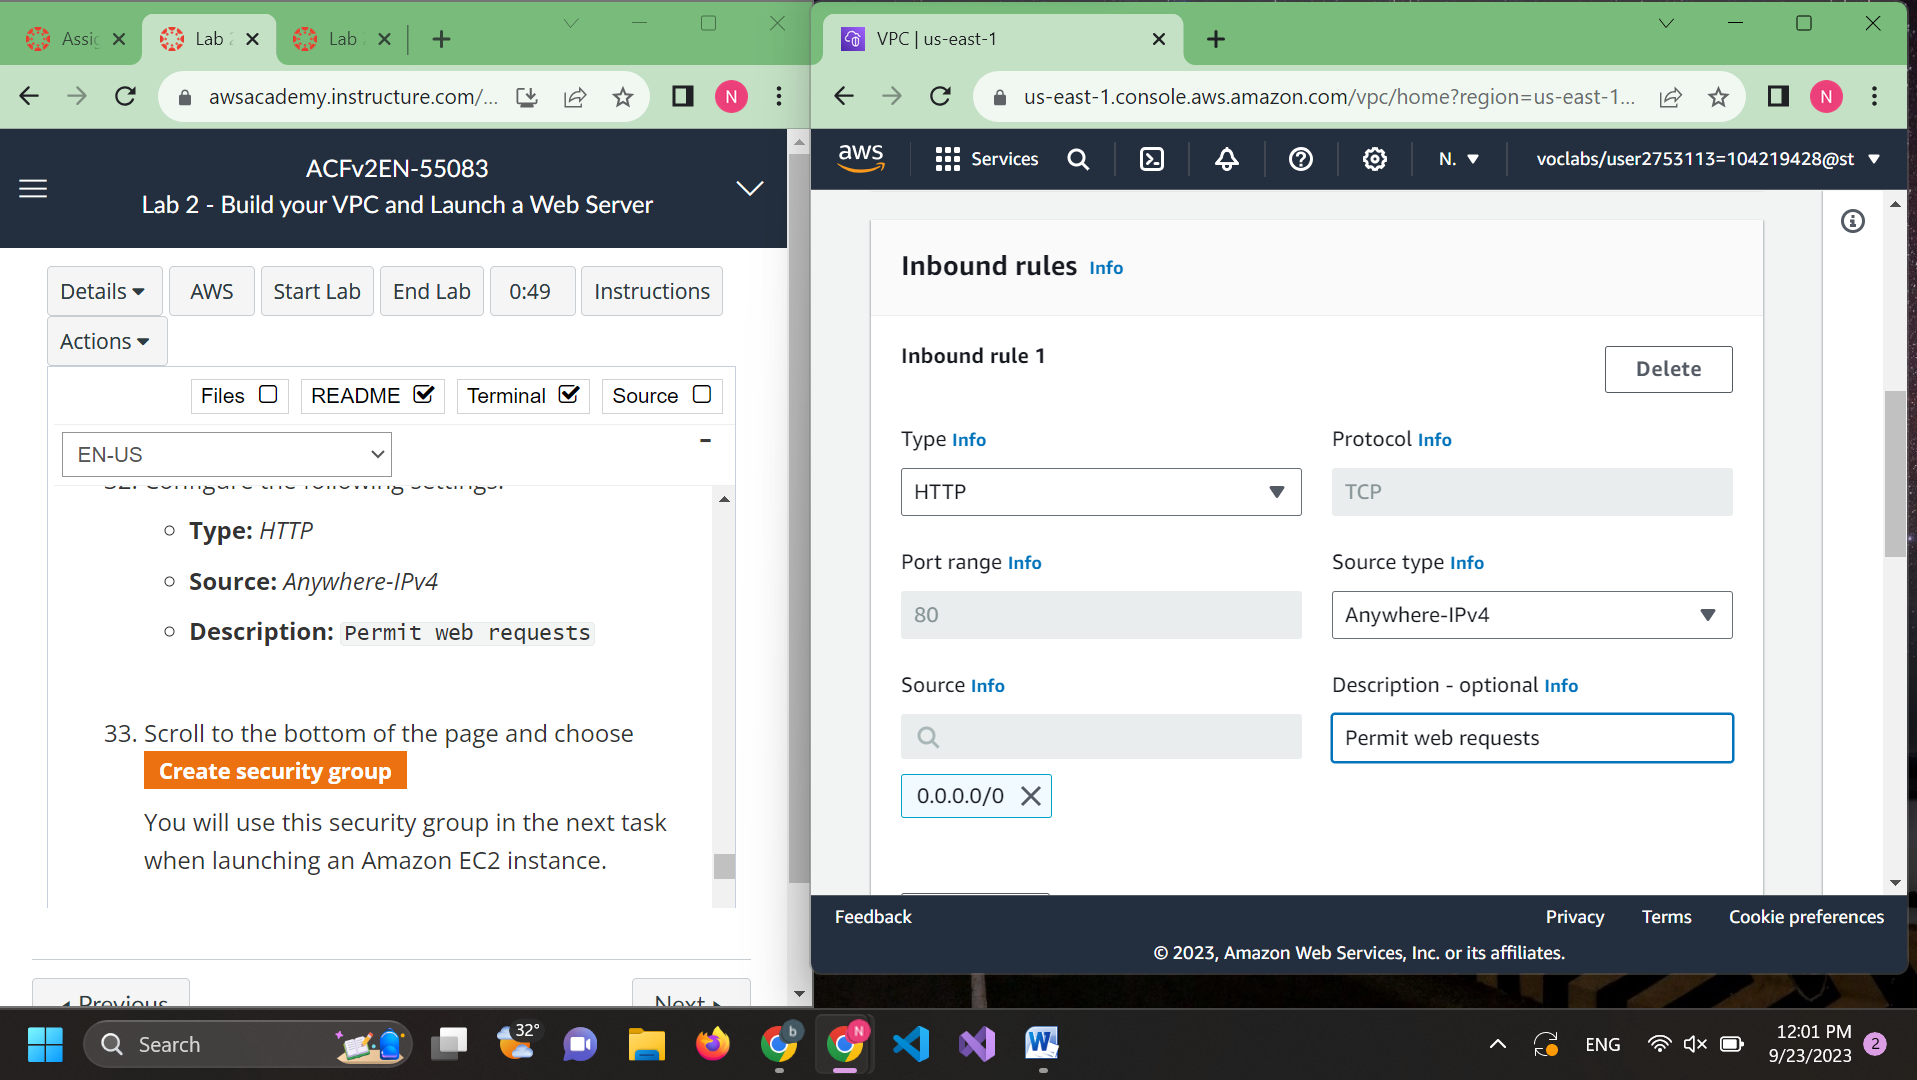 Assig
Lab 2
Lab
VPC | us-east-1
awsacademy.instructure.com/...
N
us-east-1.console.aws.amazon.com/vpc/home?region=us-east-1...
N
ACFv2EN-55083
Lab 2 - Build your VPC and Launch a Web Server
aws
Services
N.
voclabs/user2753113=104219428@st
Details
AWS
Start Lab
End Lab
0:49
Instructions
Actions
Files
README
Terminal
Source
EN-US
32. Configure the following settings:
Type: HTTP
Source: Anywhere-IPv4
Description: Permit web requests
33. Scroll to the bottom of the page and choose
Create security group
You will use this security group in the next task
when launching an Amazon EC2 instance.
Previous
Next
Inbound rules Info
Inbound rule 1
Delete
Type Info
Protocol Info
HTTP
TCP
Port range Info
Source type Info
80
Anywhere-IPv4
Source Info
Description - optional Info
Permit web requests
0.0.0.0/0
Feedback
Privacy
Terms
Cookie preferences
© 2023, Amazon Web Services, Inc. or its affiliates.
Search
32°
b
N
W
ENG
12:01 PM
9/23/2023
2